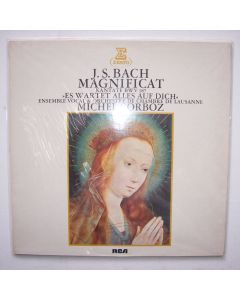 ERATO
J.S. BACH
MAGNIFICAT
KANTATE BWV 187
»ES WARTET ALLES AUF DICH«
ENSEMBLE VOCAL & ORCHESTRE DE CHAMBRE DE LAUSANNE
MICHEL CORBOZ
RCA